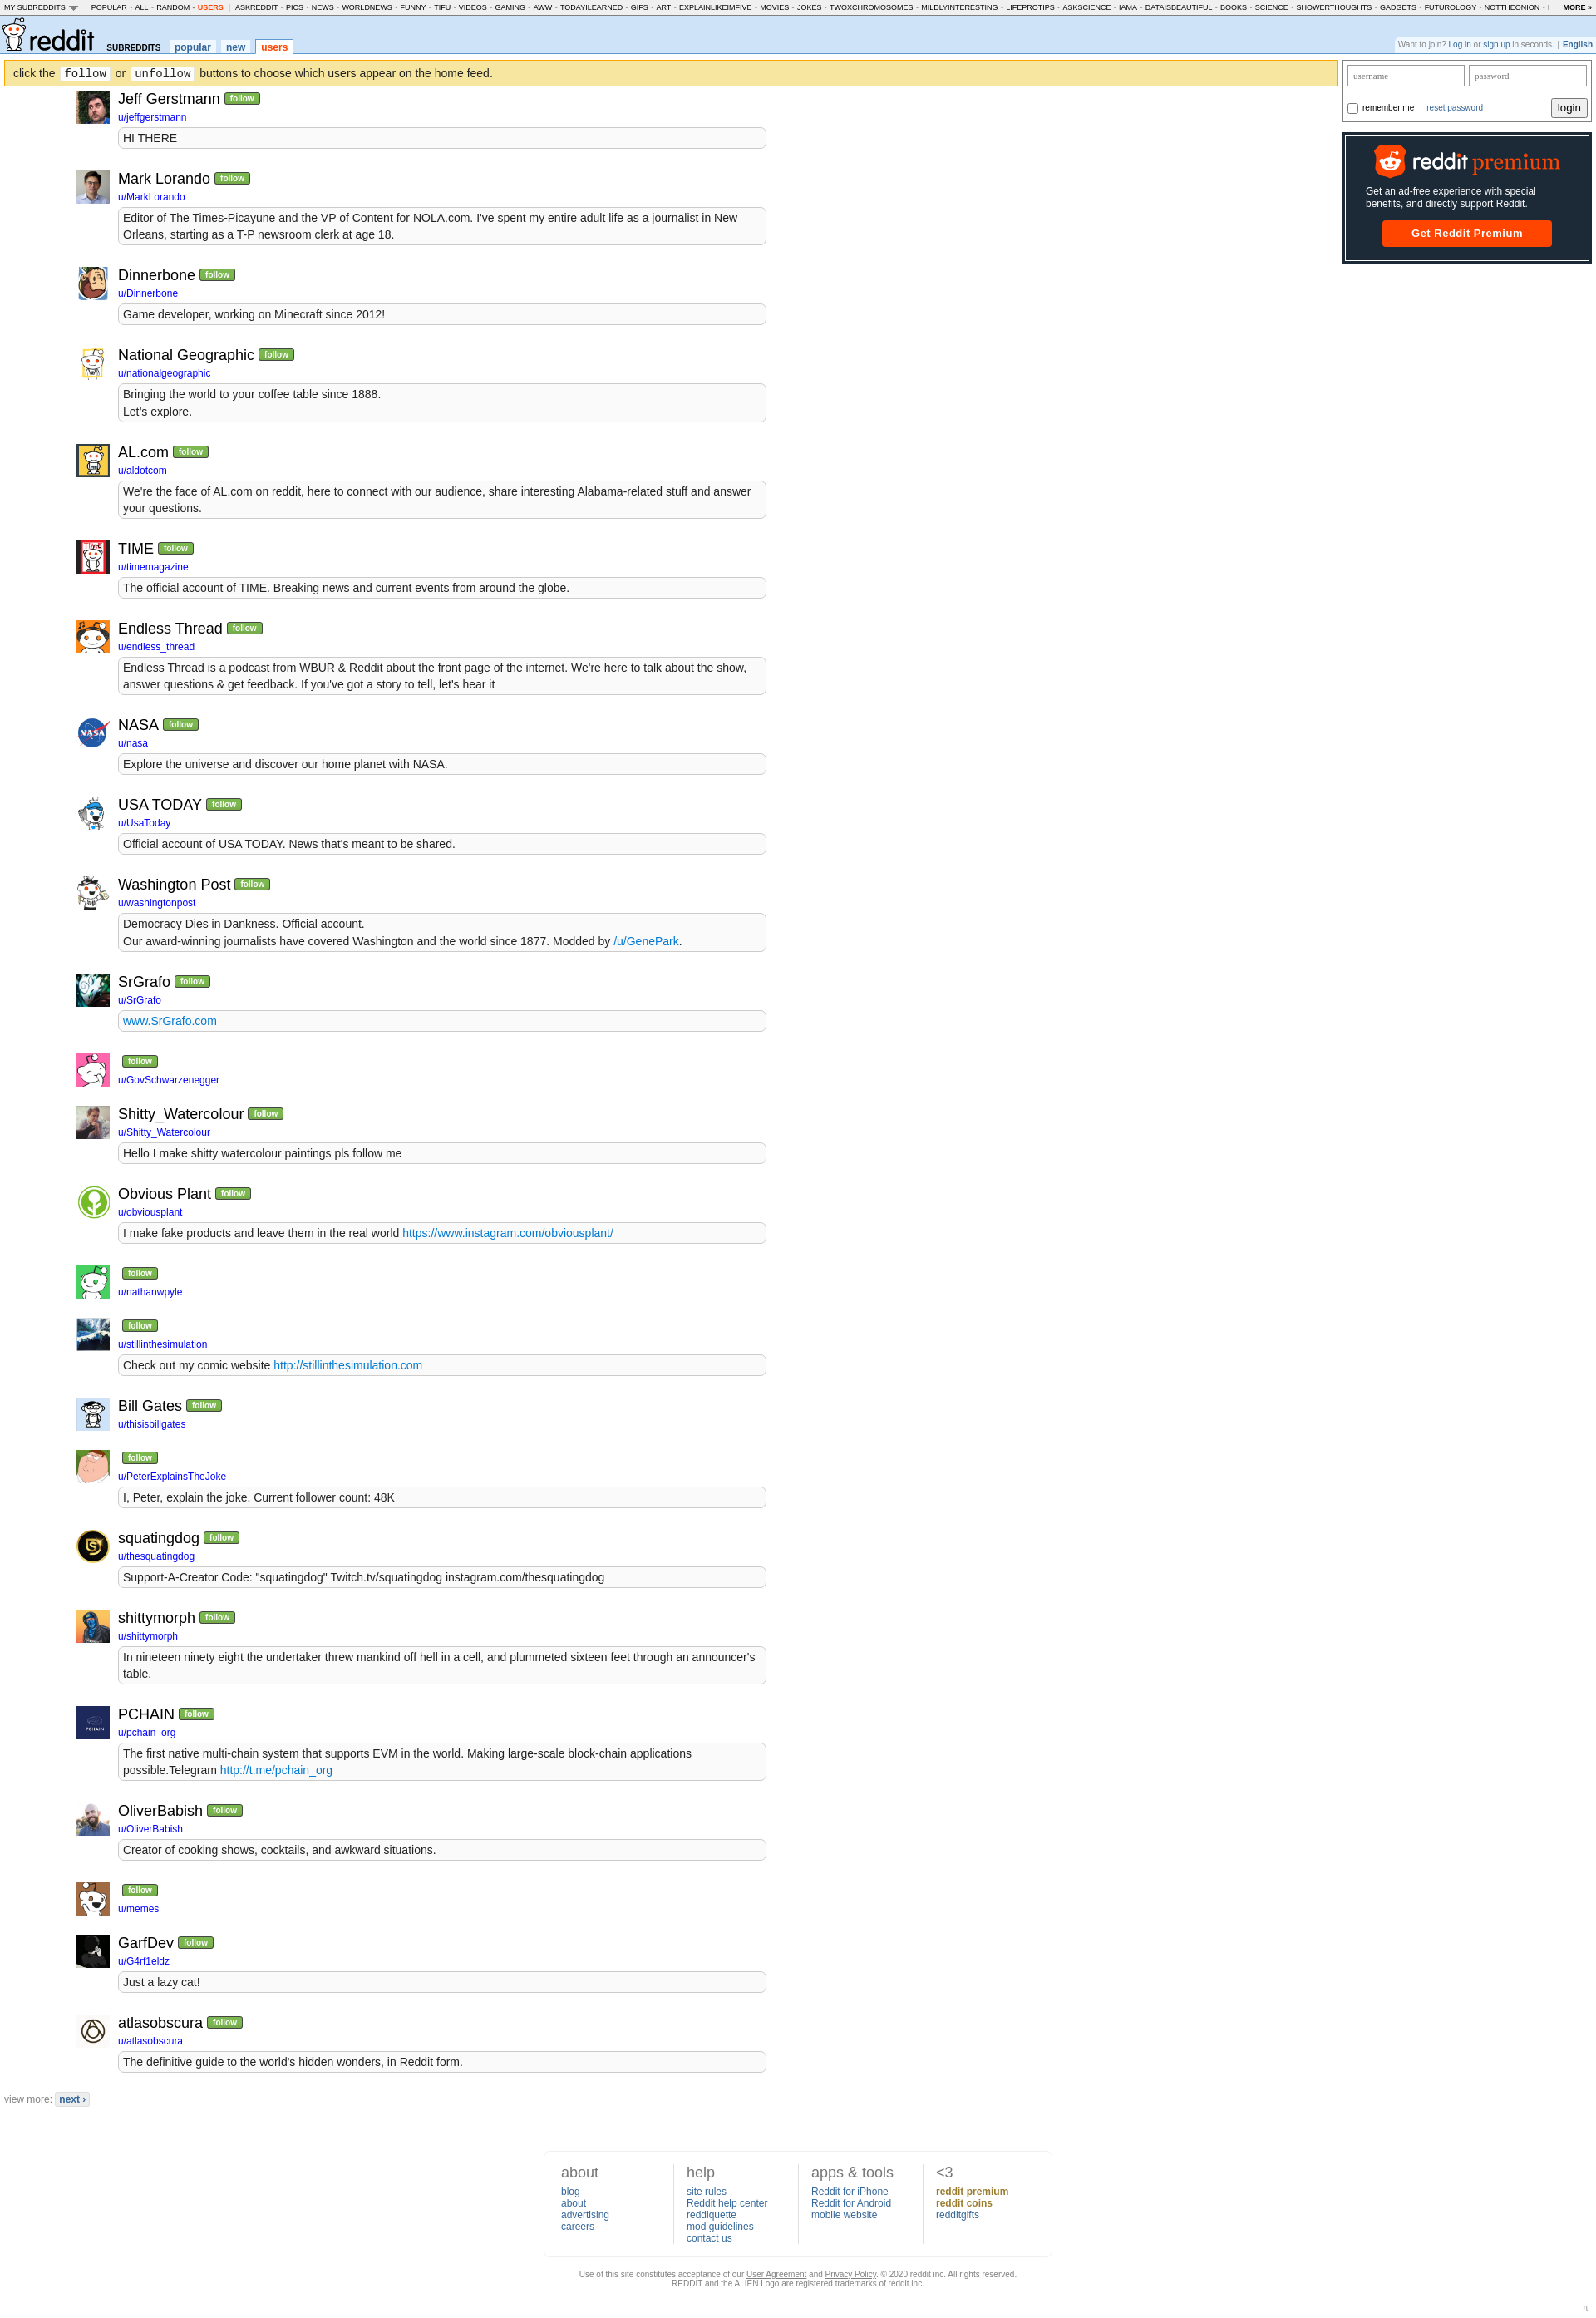 MY SUBREDDITS POPULAR - ALL - RANDOM - USERS | ASKREDDIT - PICS - NEWS - WORLDNEWS - FUNNY - TIFU - VIDEOS - GAMING - AWW - TODAYILEARNED - GIFS - ART - EXPLAINLIKEIMFIVE - MOVIES - JOKES - TWOXCHROMOSOMES - MILDLYINTERESTING - LIFEPROTIPS - ASKSCIENCE - IAMA - DATAISBEAUTIFUL - BOOKS - SCIENCE - SHOWERTHOUGHTS - GADGETS - FUTUROLOGY - NOTTHEONION - MORE »
reddit SUBREDDITS popular new users
Want to join? Log in or sign up in seconds. | English
click the follow or unfollow buttons to choose which users appear on the home feed.
username password
remember me reset password login
reddit premium
Get an ad-free experience with special
benefits, and directly support Reddit.
Get Reddit Premium
Jeff Gerstmann follow
u/jeffgerstmann
HI THERE
Mark Lorando follow
u/MarkLorando
Editor of The Times-Picayune and the VP of Content for NOLA.com. I've spent my entire adult life as a journalist in New
Orleans, starting as a T-P newsroom clerk at age 18.
Dinnerbone follow
u/Dinnerbone
Game developer, working on Minecraft since 2012!
National Geographic follow
u/nationalgeographic
Bringing the world to your coffee table since 1888.
Let's explore.
AL.com follow
u/aldotcom
We're the face of AL.com on reddit, here to connect with our audience, share interesting Alabama-related stuff and answer
your questions.
TIME follow
u/timemagazine
The official account of TIME. Breaking news and current events from around the globe.
Endless Thread follow
u/endless_thread
Endless Thread is a podcast from WBUR & Reddit about the front page of the internet. We're here to talk about the show,
answer questions & get feedback. If you've got a story to tell, let's hear it
NASA
NASA follow
u/nasa
Explore the universe and discover our home planet with NASA.
USA TODAY follow
u/UsaToday
Official account of USA TODAY. News that's meant to be shared.
Washington Post follow
u/washingtonpost
Democracy Dies in Dankness. Official account.
Our award-winning journalists have covered Washington and the world since 1877. Modded by /u/GenePark.
SrGrafo follow
u/SrGrafo
www.SrGrafo.com
follow
u/GovSchwarzenegger
Shitty_Watercolour follow
u/Shitty_Watercolour
Hello I make shitty watercolour paintings pls follow me
Obvious Plant follow
u/obviousplant
I make fake products and leave them in the real world https://www.instagram.com/obviousplant/
follow
u/nathanwpyle
follow
u/stillinthesimulation
Check out my comic website http://stillinthesimulation.com
Bill Gates follow
u/thisisbillgates
follow
u/PeterExplainsTheJoke
I, Peter, explain the joke. Current follower count: 48K
squatingdog follow
u/thesquatingdog
Support-A-Creator Code: "squatingdog" Twitch.tv/squatingdog instagram.com/thesquatingdog
shittymorph follow
u/shittymorph
In nineteen ninety eight the undertaker threw mankind off hell in a cell, and plummeted sixteen feet through an announcer's
table.
PCHAIN
PCHAIN follow
u/pchain_org
The first native multi-chain system that supports EVM in the world. Making large-scale block-chain applications
possible.Telegram http://t.me/pchain_org
OliverBabish follow
u/OliverBabish
Creator of cooking shows, cocktails, and awkward situations.
follow
u/memes
GarfDev follow
u/G4rf1eldz
Just a lazy cat!
atlasobscura follow
u/atlasobscura
The definitive guide to the world's hidden wonders, in Reddit form.
view more: next ›
about
blog
about
advertising
careers
help
site rules
Reddit help center
reddiquette
mod guidelines
contact us
apps & tools
Reddit for iPhone
Reddit for Android
mobile website
<3
reddit premium
reddit coins
redditgifts
Use of this site constitutes acceptance of our User Agreement and Privacy Policy. © 2020 reddit inc. All rights reserved.
REDDIT and the ALIEN Logo are registered trademarks of reddit inc.
π